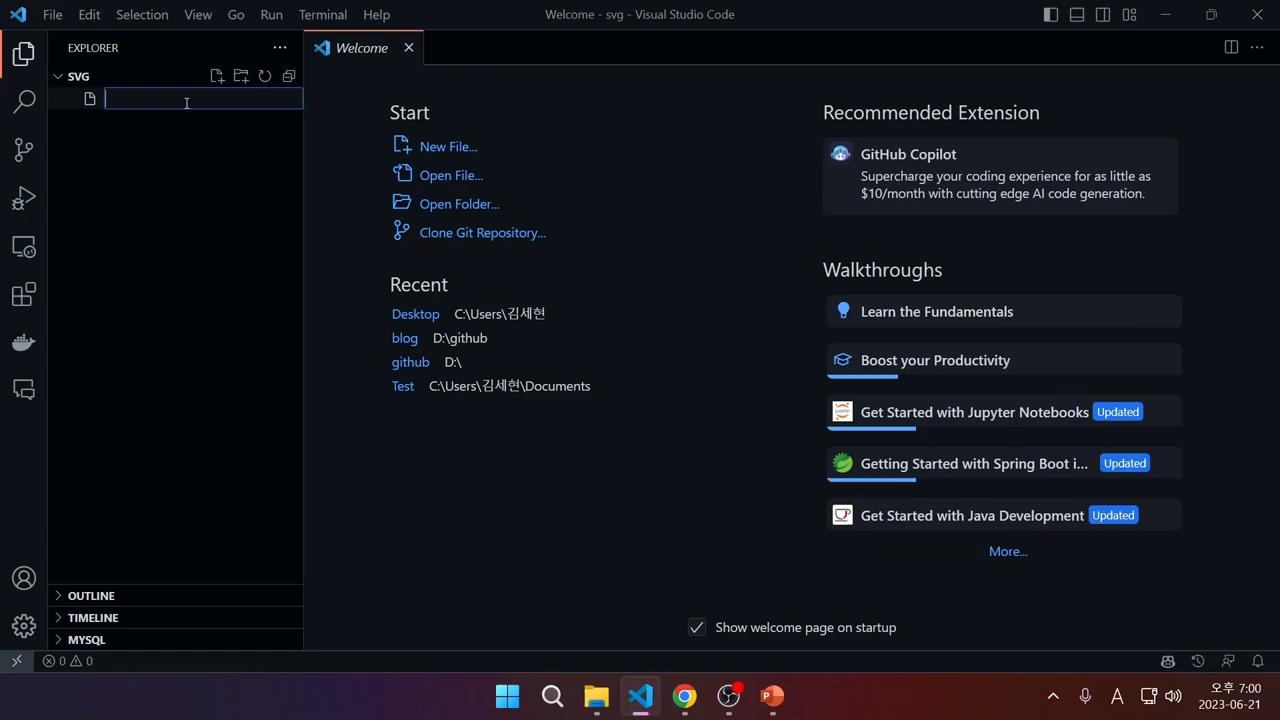 File Edit Selection View Go Run Terminal Help
Welcome - svg - Visual Studio Code
EXPLORER
SVG
OUTLINE
TIMELINE
MYSQL
Welcome
Start
New File...
Open File...
Open Folder...
Clone Git Repository...
Recent
Desktop C:\Users\김세현
blog D:\github
github D:\
Test C:\Users\김세현\Documents
Recommended Extension
GitHub Copilot
Supercharge your coding experience for as little as
$10/month with cutting edge AI code generation.
Walkthroughs
Learn the Fundamentals
Boost your Productivity
Get Started with Jupyter Notebooks Updated
Getting Started with Spring Boot i... Updated
Get Started with Java Development Updated
More...
Show welcome page on startup
0 0
A
오후 7:00
2023-06-21